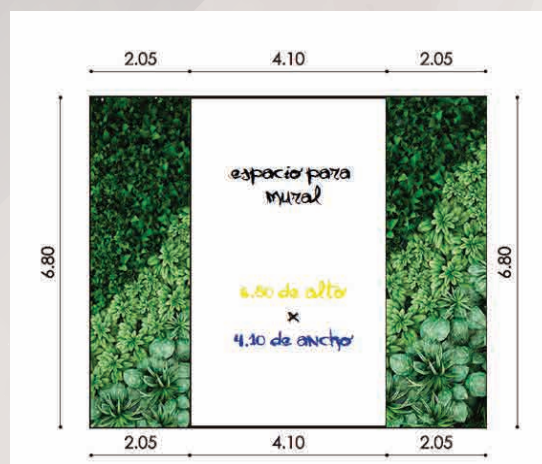 2.05 4.10 2.05
6.80
6.80
espacio para
mural
6.80 de alto
x
4.10 de ancho
2.05 4.10 2.05